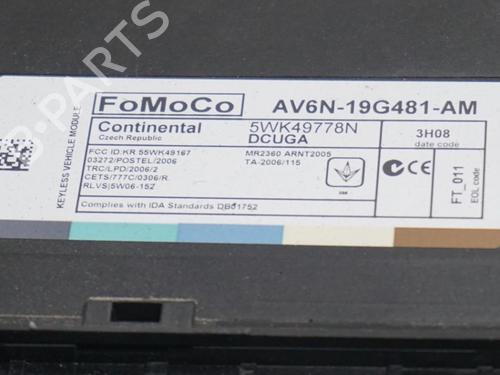 FoMoCo
AV6N-19G481-AM
KEYLESS VEHICLE MODULE
Continental
Czech Republic
5WK49778N
DCUGA
3H08
date code
FCC ID:KR 55WK49167
03272/POSTEL/2006
TRC/LPD/2006/2
CETS/777C/0306/R.
RLVS|5W06-15Z
MR2360 ARNT2005
TA-2006/115
FT_011
EOL code
Complies with IDA Standards DB01752
B-PARTS